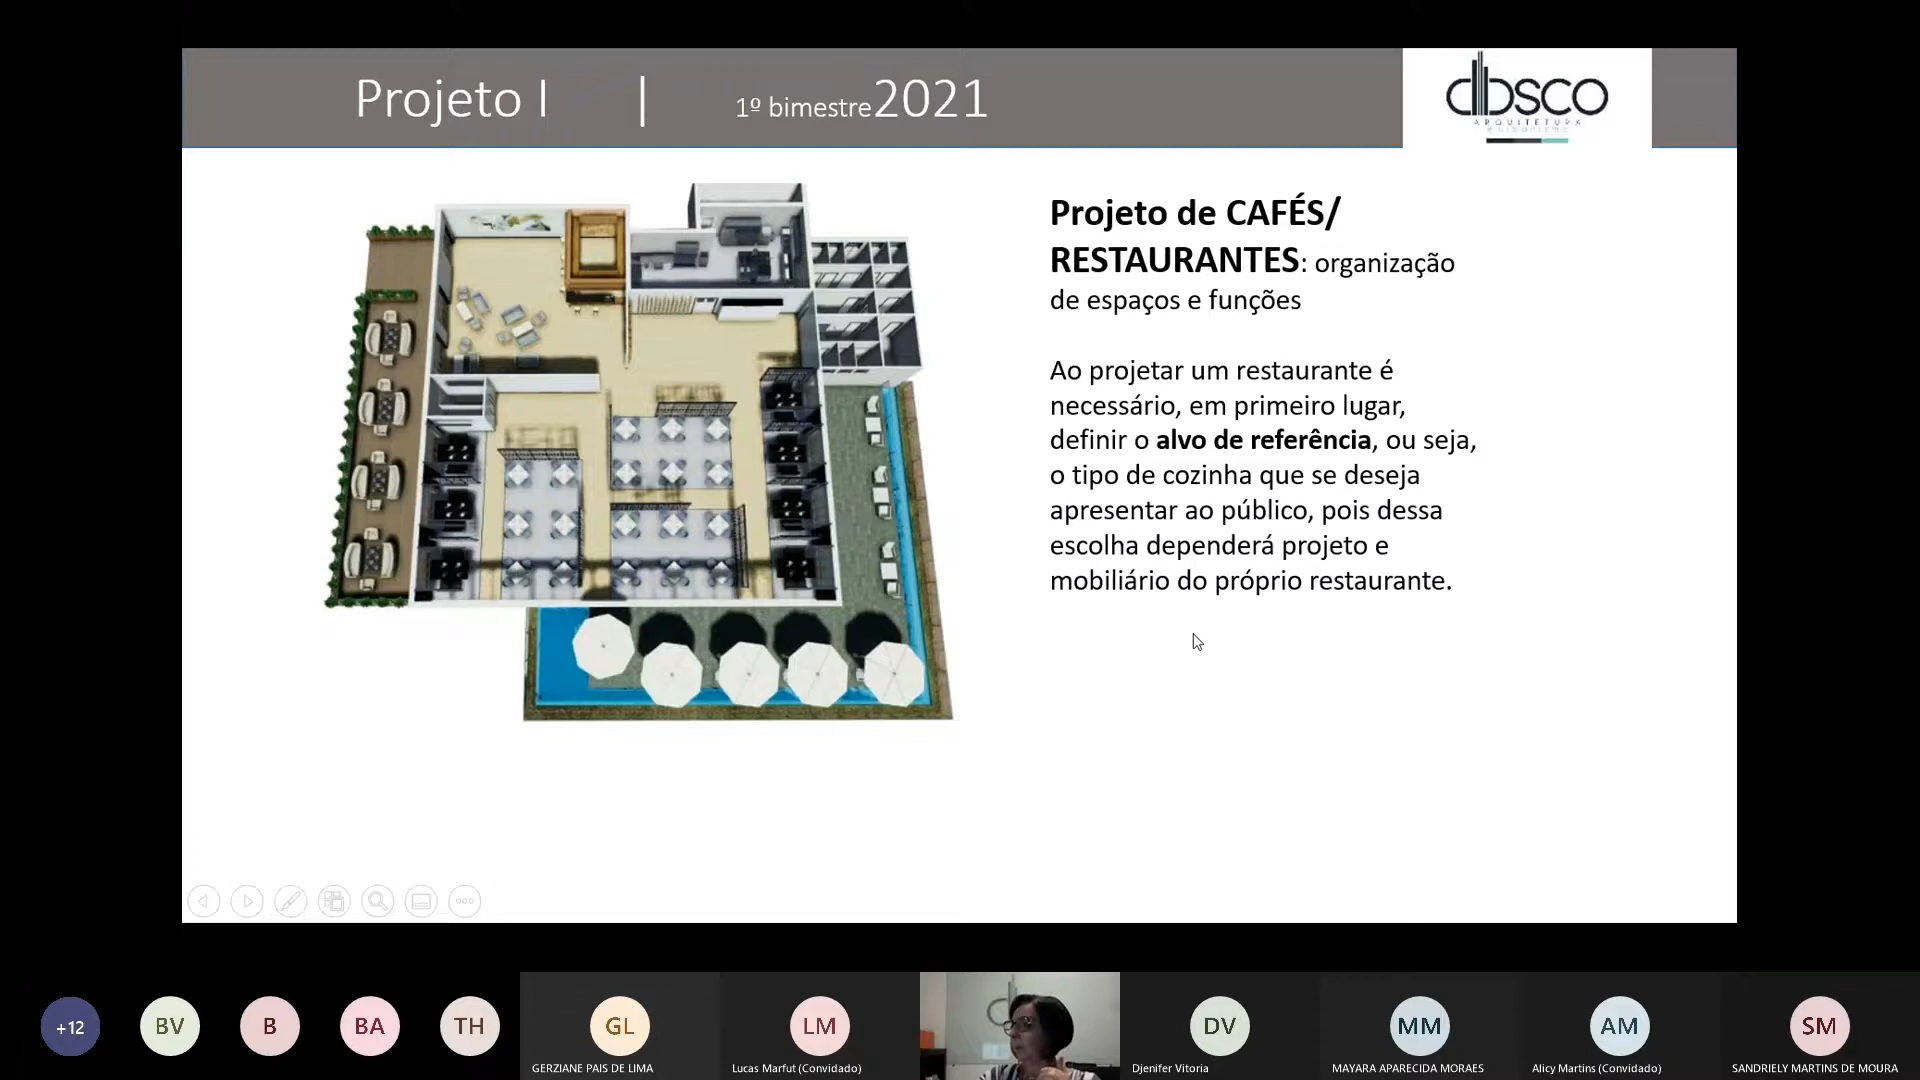 Projeto I | 1º bimestre 2021
dbsco
ARQUITETURA
Projeto de CAFÉS/
RESTAURANTES: organização
de espaços e funções
Ao projetar um restaurante é
necessário, em primeiro lugar,
definir o alvo de referência, ou seja,
o tipo de cozinha que se deseja
apresentar ao público, pois dessa
escolha dependerá projeto e
mobiliário do próprio restaurante.
+12
BV
B
BA
TH
GL
LM
DV
MM
AM
SM
GERZIANE PAIS DE LIMA
Lucas Marfut (Convidado)
Djenifer Vitoria
MAYARA APARECIDA MORAES
Alicy Martins (Convidado)
SANDRIELY MARTINS DE MOURA